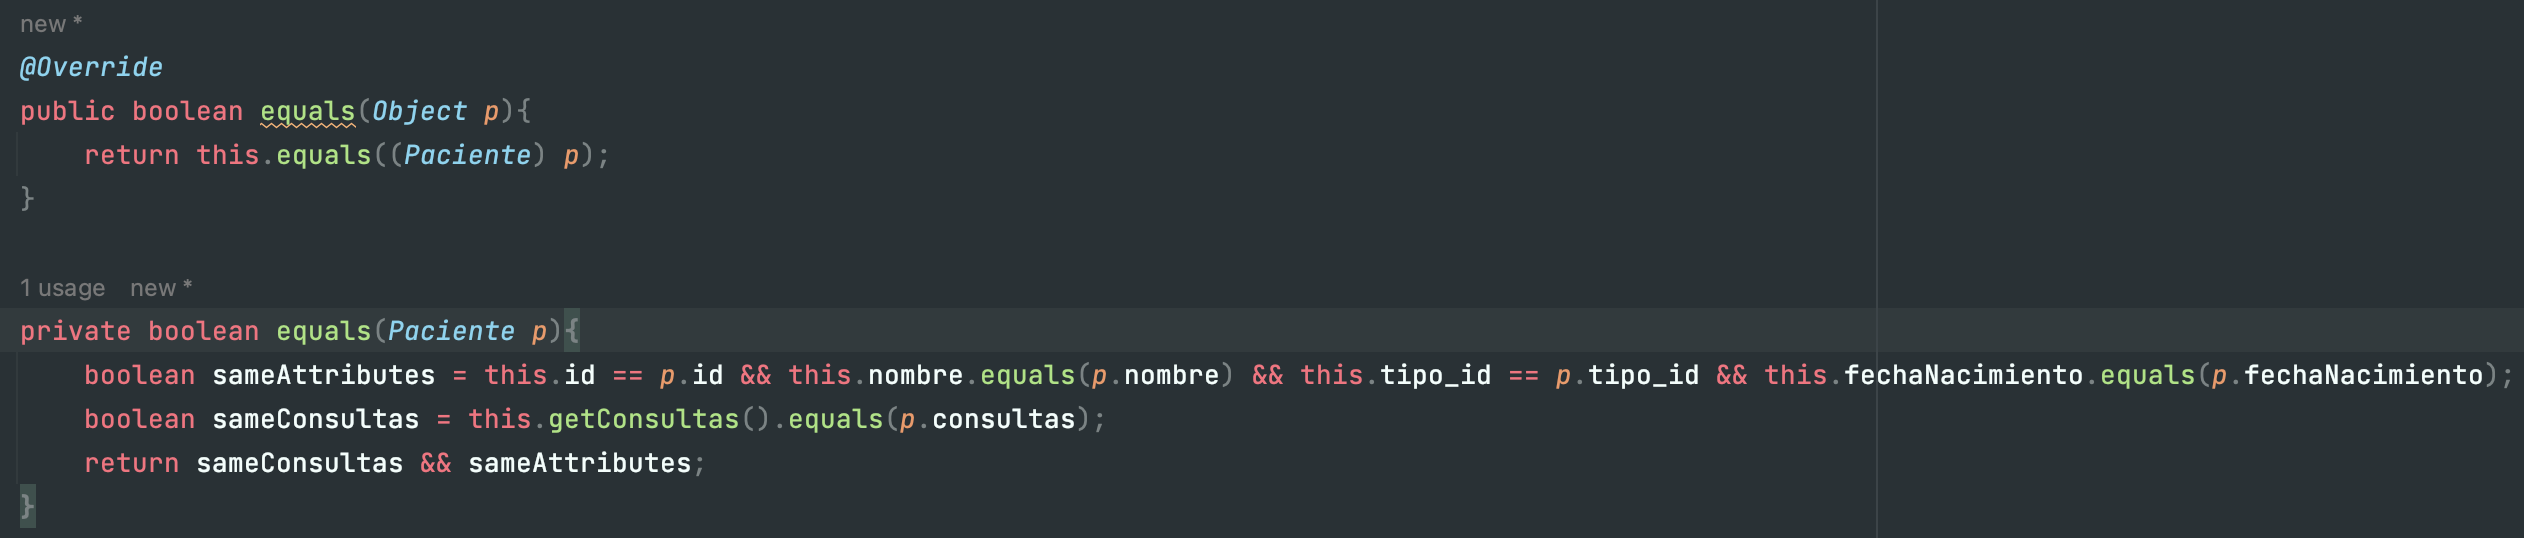 new *
@Override
public boolean equals(Object p){
    return this.equals((Paciente) p);
}
1 usage   new *
private boolean equals(Paciente p){
    boolean sameAttributes = this.id == p.id && this.nombre.equals(p.nombre) && this.tipo_id == p.tipo_id && this.fechaNacimiento.equals(p.fechaNacimiento);
    boolean sameConsultas = this.getConsultas().equals(p.consultas);
    return sameConsultas && sameAttributes;
}